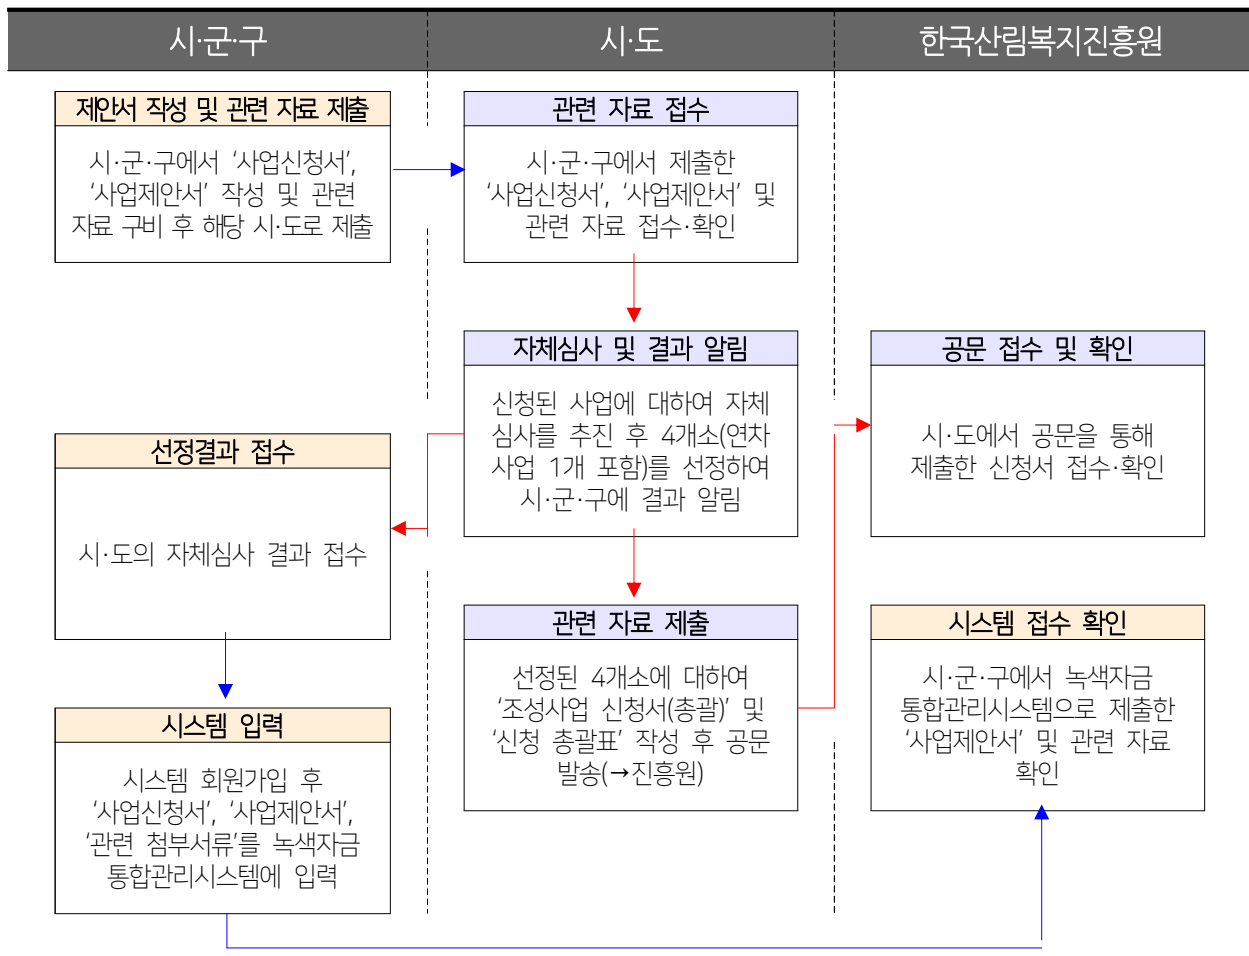 시·군·구
시·도
한국산림복지진흥원
제안서 작성 및 관련 자료 제출
시·군·구에서 ‘사업신청서’,
‘사업제안서’ 작성 및 관련
자료 구비 후 해당 시·도로 제출
관련 자료 접수
시·군·구에서 제출한
‘사업신청서’, ‘사업제안서’ 및
관련 자료 접수·확인
자체심사 및 결과 알림
신청된 사업에 대하여 자체
심사를 추진 후 4개소(연차
사업 1개 포함)를 선정하여
시·군·구에 결과 알림
공문 접수 및 확인
시·도에서 공문을 통해
제출한 신청서 접수·확인
선정결과 접수
시·도의 자체심사 결과 접수
관련 자료 제출
선정된 4개소에 대하여
‘조성사업 신청서(총괄)’ 및
‘신청 총괄표’ 작성 후 공문
발송(→진흥원)
시스템 접수 확인
시·군·구에서 녹색자금
통합관리시스템으로 제출한
‘사업제안서’ 및 관련 자료
확인
시스템 입력
시스템 회원가입 후
‘사업신청서’, ‘사업제안서’,
‘관련 첨부서류’를 녹색자금
통합관리시스템에 입력